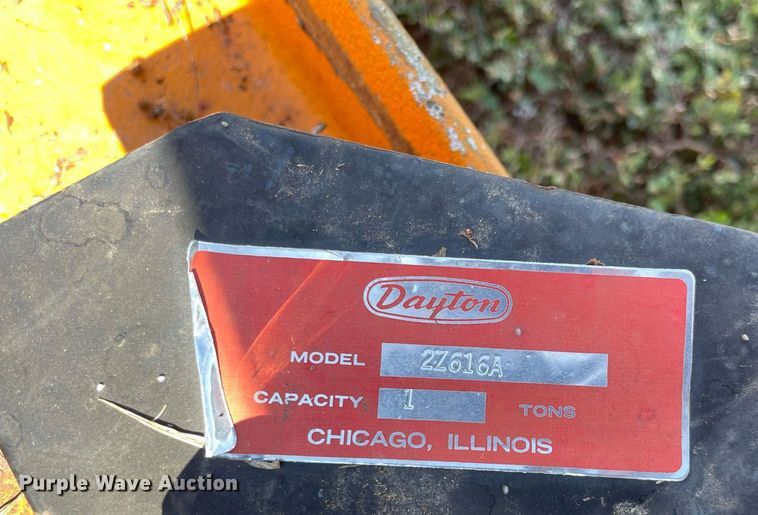 Dayton
MODEL 2Z616A
CAPACITY 1 TONS
CHICAGO, ILLINOIS
Purple Wave Auction